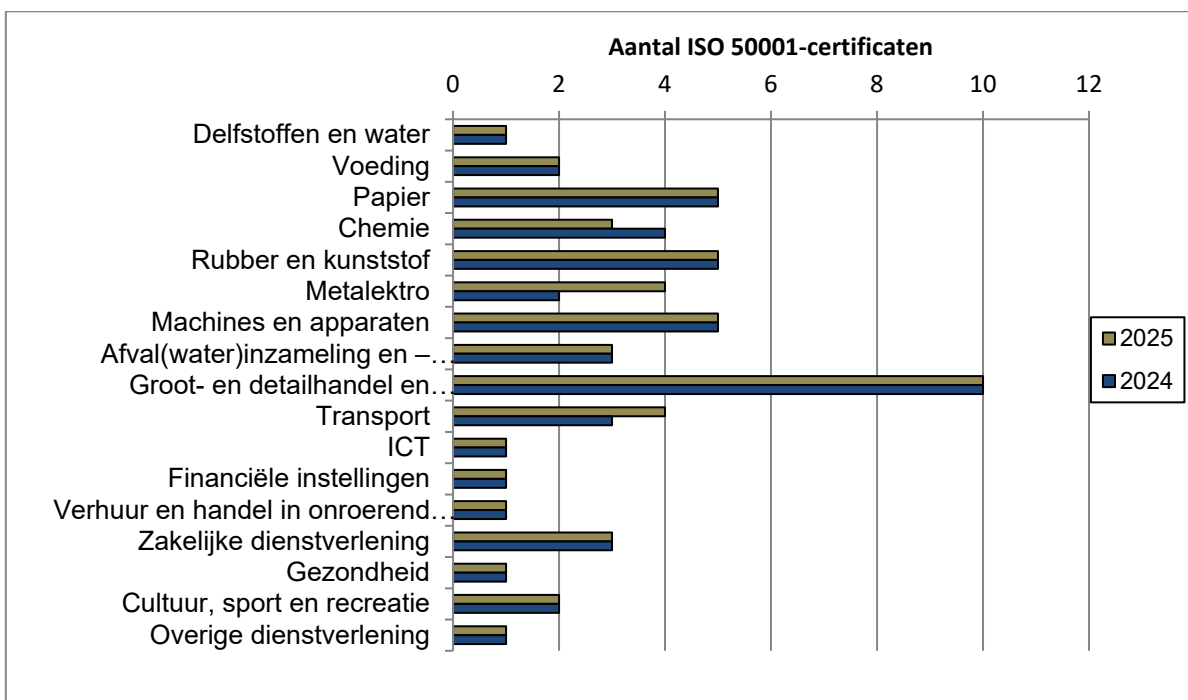 Aantal ISO 50001-certificaten
0 2 4 6 8 10 12
Delfstoffen en water
Voeding
Papier
Chemie
Rubber en kunststof
Metalektro
Machines en apparaten
Afval(water)inzameling en –…
Groot- en detailhandel en…
Transport
ICT
Financiële instellingen
Verhuur en handel in onroerend…
Zakelijke dienstverlening
Gezondheid
Cultuur, sport en recreatie
Overige dienstverlening
2025
2024